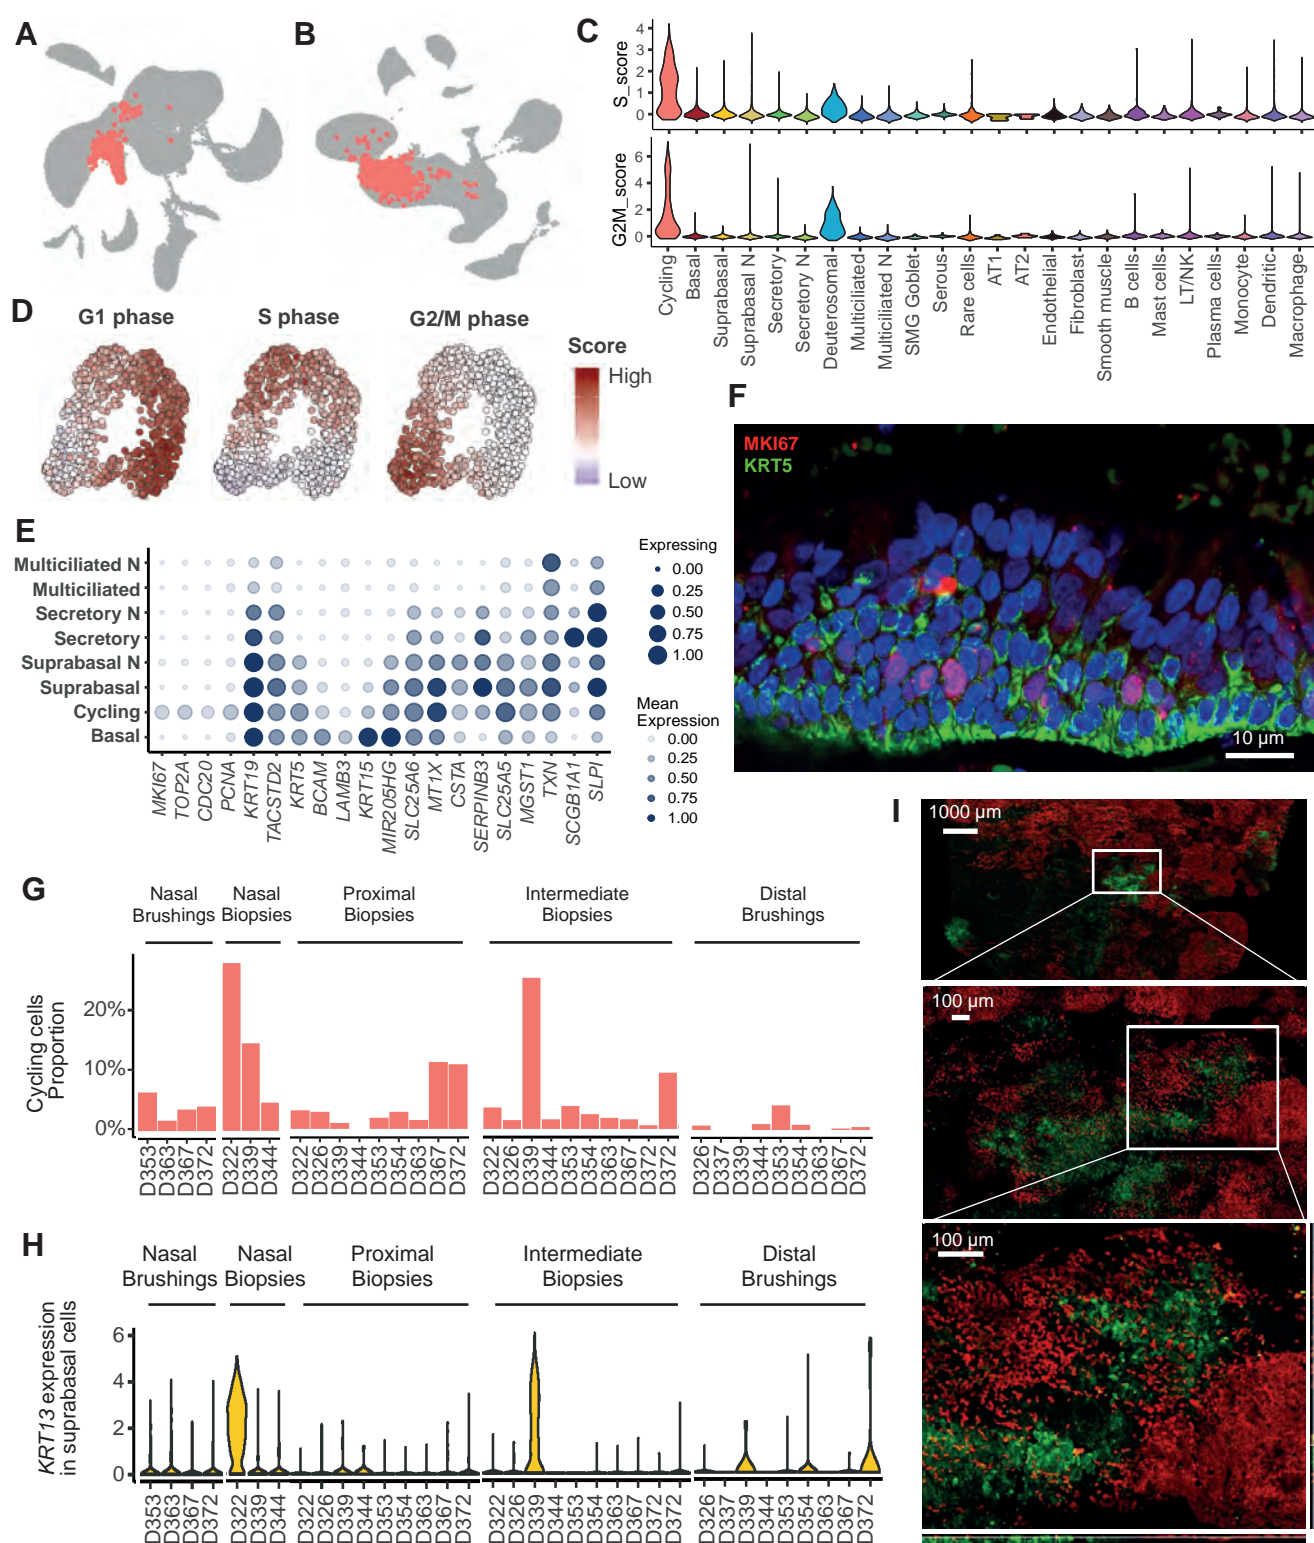 A
B
C
S_score
4
3
2
1
0
G2M_score
6
4
2
0
Cycling
Basal
Suprabasal
Suprabasal N
Secretory
Secretory N
Deuterosomal
Multiciliated
Multiciliated N
SMG Goblet
Serous
Rare cells
AT1
AT2
Endothelial
Fibroblast
Smooth muscle
B cells
Mast cells
LT/NK
Plasma cells
Monocyte
Dendritic
Macrophage
D
G1 phase
S phase
G2/M phase
Score
High
Low
E
Multiciliated N
Multiciliated
Secretory N
Secretory
Suprabasal N
Suprabasal
Cycling
Basal
MKI67
TOP2A
CDC20
PCNA
KRT19
TACSTD2
KRT5
BCAM
LAMB3
KRT15
MIR205HG
SLC25A6
MT1X
CSTA
SERPINB3
SLC25A5
MGST1
TXN
SCGB1A1
SLPI
Expressing
0.00
0.25
0.50
0.75
1.00
Mean
Expression
0.00
0.25
0.50
0.75
1.00
F
MKI67
KRT5
10 µm
G
Nasal
Brushings
Nasal
Biopsies
Proximal
Biopsies
Intermediate
Biopsies
Distal
Brushings
Cycling cells
Proportion
20%
10%
0%
D353
D363
D367
D372
D322
D339
D344
D322
D326
D339
D344
D353
D354
D363
D367
D372
D322
D326
D339
D344
D353
D354
D363
D367
D372
D372
D326
D337
D339
D344
D353
D354
D363
D367
D372
H
Nasal
Brushings
Nasal
Biopsies
Proximal
Biopsies
Intermediate
Biopsies
Distal
Brushings
KRT13 expression
in suprabasal cells
6
4
2
0
D353
D363
D367
D372
D322
D339
D344
D322
D326
D339
D344
D353
D354
D363
D367
D372
D322
D326
D339
D344
D353
D354
D363
D367
D372
D372
D326
D337
D339
D344
D353
D354
D363
D367
D372
I
1000 µm
100 µm
100 µm